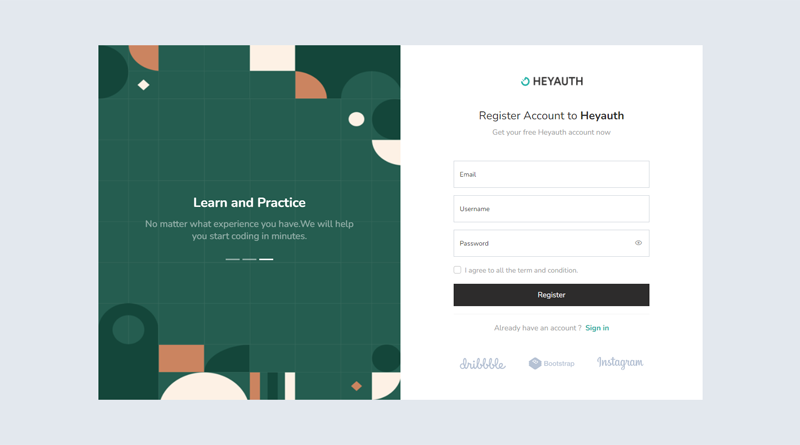 HEYAUTH
Register Account to Heyauth
Get your free Heyauth account now
Email
Username
Password
I agree to all the term and condition.
Register
Already have an account ? Sign in
dribbble
Bootstrap
Instagram
Learn and Practice
No matter what experience you have.We will help
you start coding in minutes.